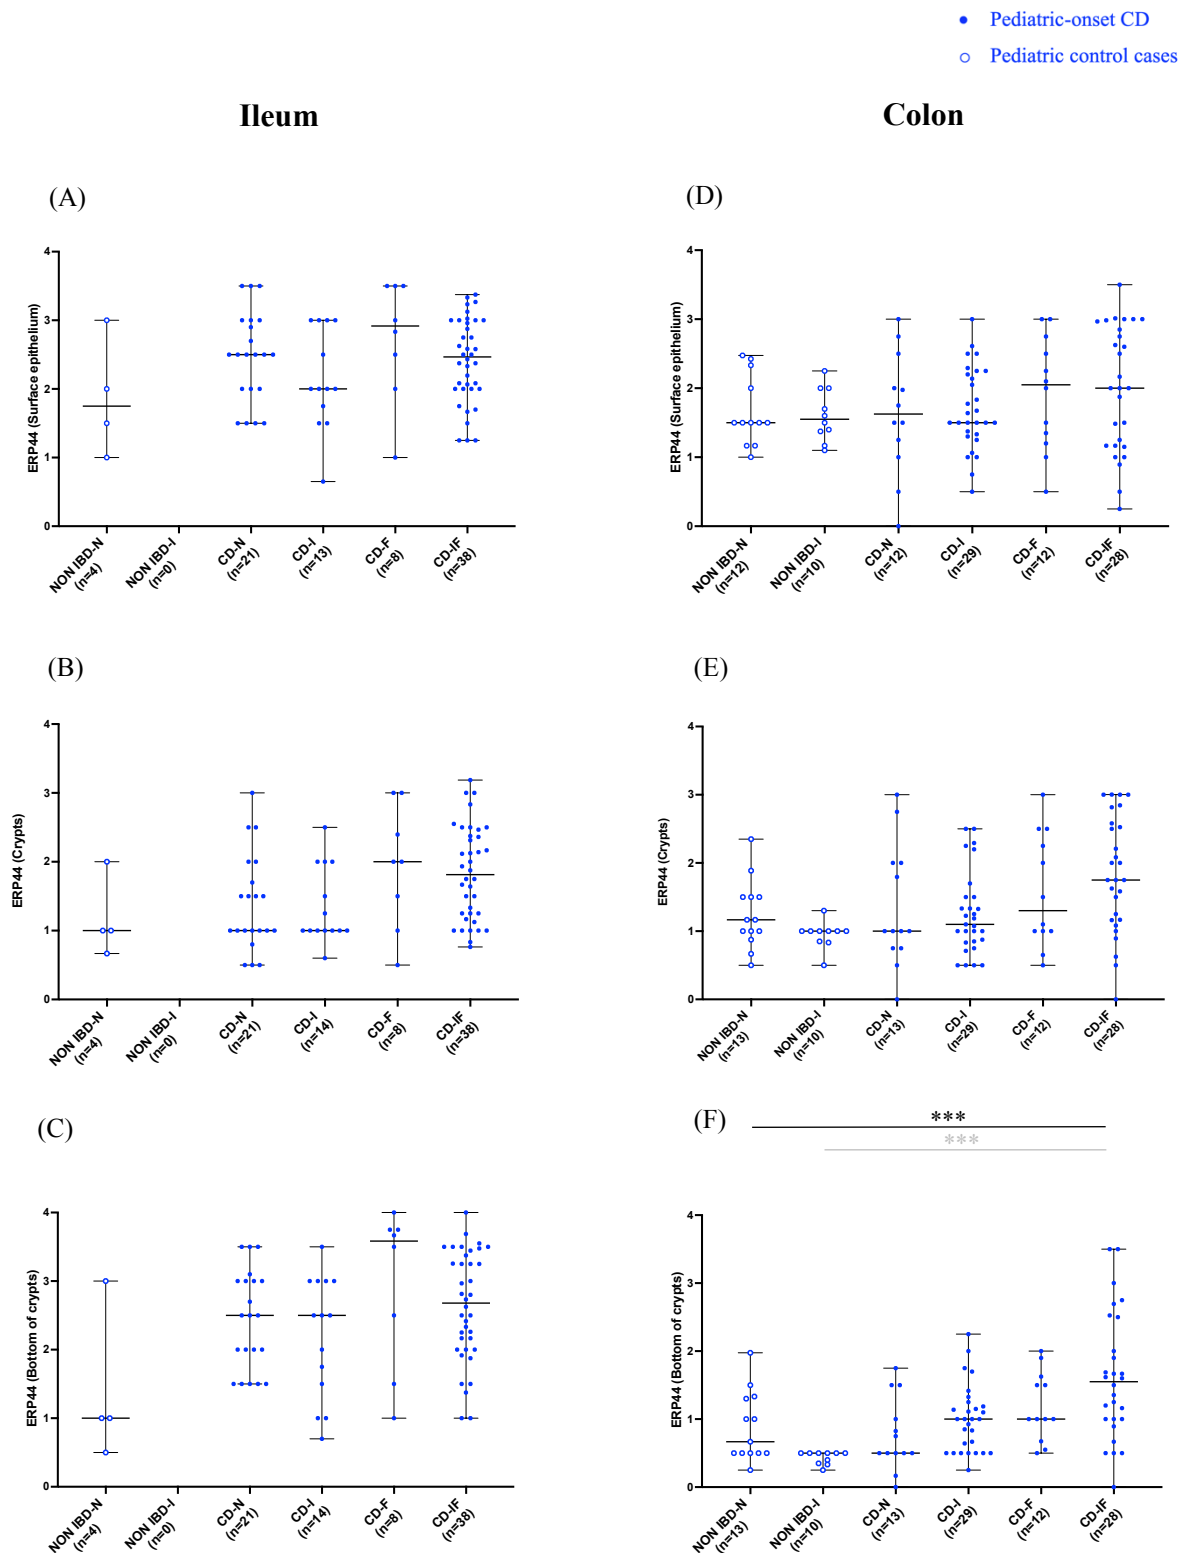 Pediatric-onset CD
Pediatric control cases
Ileum
Colon
(A)
ERP44 (Surface epithelium)
4
3
2
1
0
NON IBD-N
(n=4)
NON IBD-I
(n=0)
CD-N
(n=21)
CD-I
(n=13)
CD-F
(n=8)
CD-IF
(n=38)
(D)
ERP44 (Surface epithelium)
4
3
2
1
0
NON IBD-N
(n=12)
NON IBD-I
(n=10)
CD-N
(n=12)
CD-I
(n=29)
CD-F
(n=12)
CD-IF
(n=28)
(B)
ERP44 (Crypts)
4
3
2
1
0
NON IBD-N
(n=4)
NON IBD-I
(n=0)
CD-N
(n=21)
CD-I
(n=14)
CD-F
(n=8)
CD-IF
(n=38)
(E)
ERP44 (Crypts)
4
3
2
1
0
NON IBD-N
(n=13)
NON IBD-I
(n=10)
CD-N
(n=13)
CD-I
(n=29)
CD-F
(n=12)
CD-IF
(n=28)
(C)
ERP44 (Bottom of crypts)
4
3
2
1
0
NON IBD-N
(n=4)
NON IBD-I
(n=0)
CD-N
(n=21)
CD-I
(n=14)
CD-F
(n=8)
CD-IF
(n=38)
(F)
***
***
ERP44 (Bottom of crypts)
4
3
2
1
0
NON IBD-N
(n=13)
NON IBD-I
(n=10)
CD-N
(n=13)
CD-I
(n=29)
CD-F
(n=12)
CD-IF
(n=28)